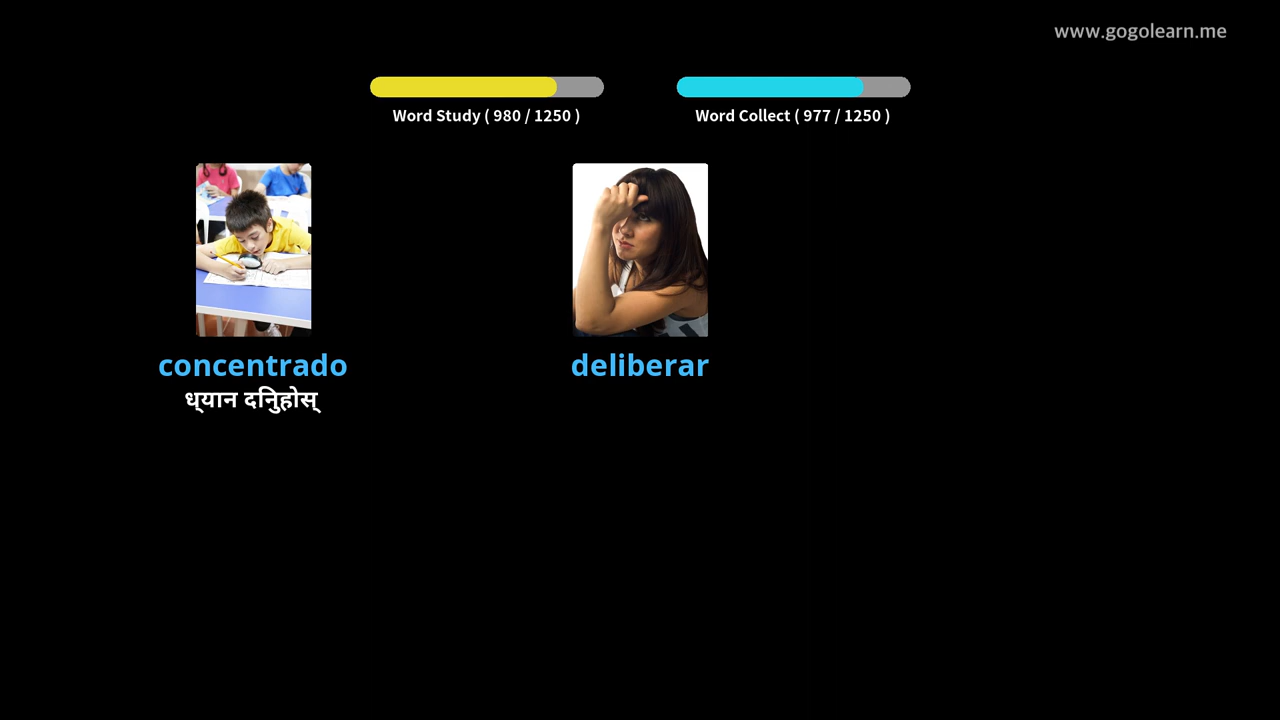 www.gogolearn.me
Word Study ( 980 / 1250 )
Word Collect ( 977 / 1250 )
concentrado
ध्यान दिनुहोस्
deliberar